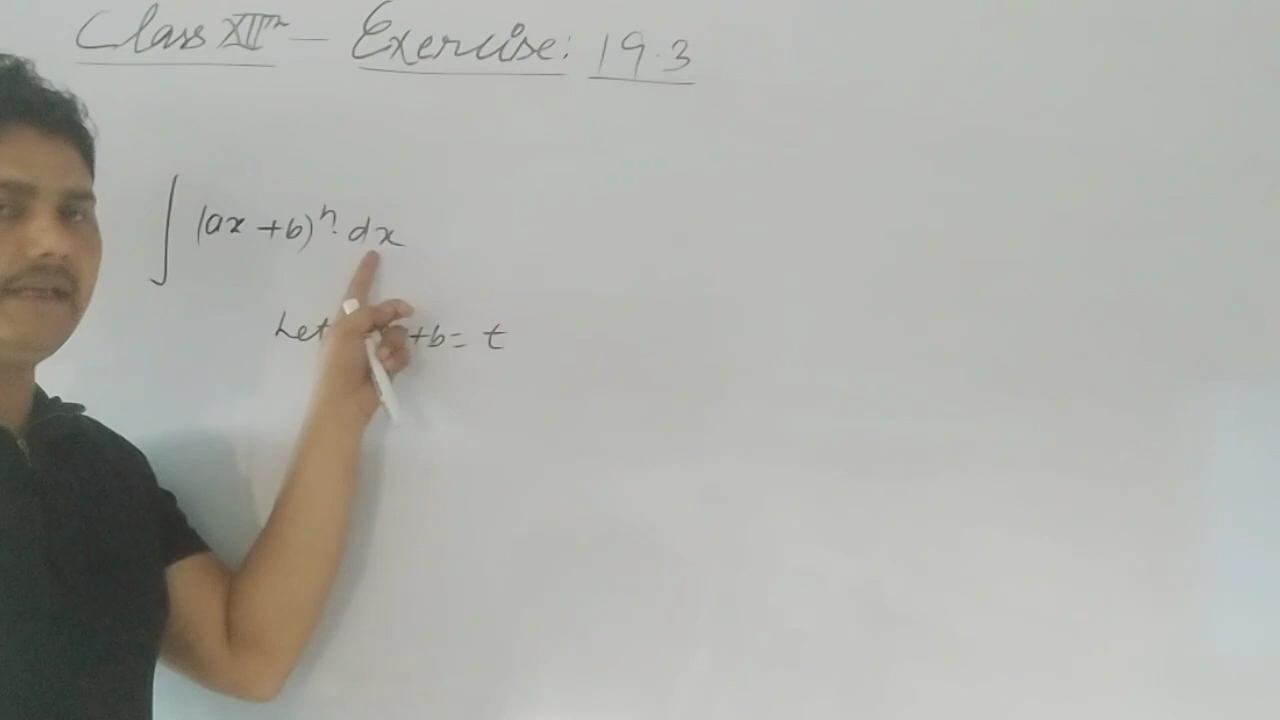 Class XIIth – Exercise: 19.3
∫ (ax + b)ⁿ. dx
Let +b = t